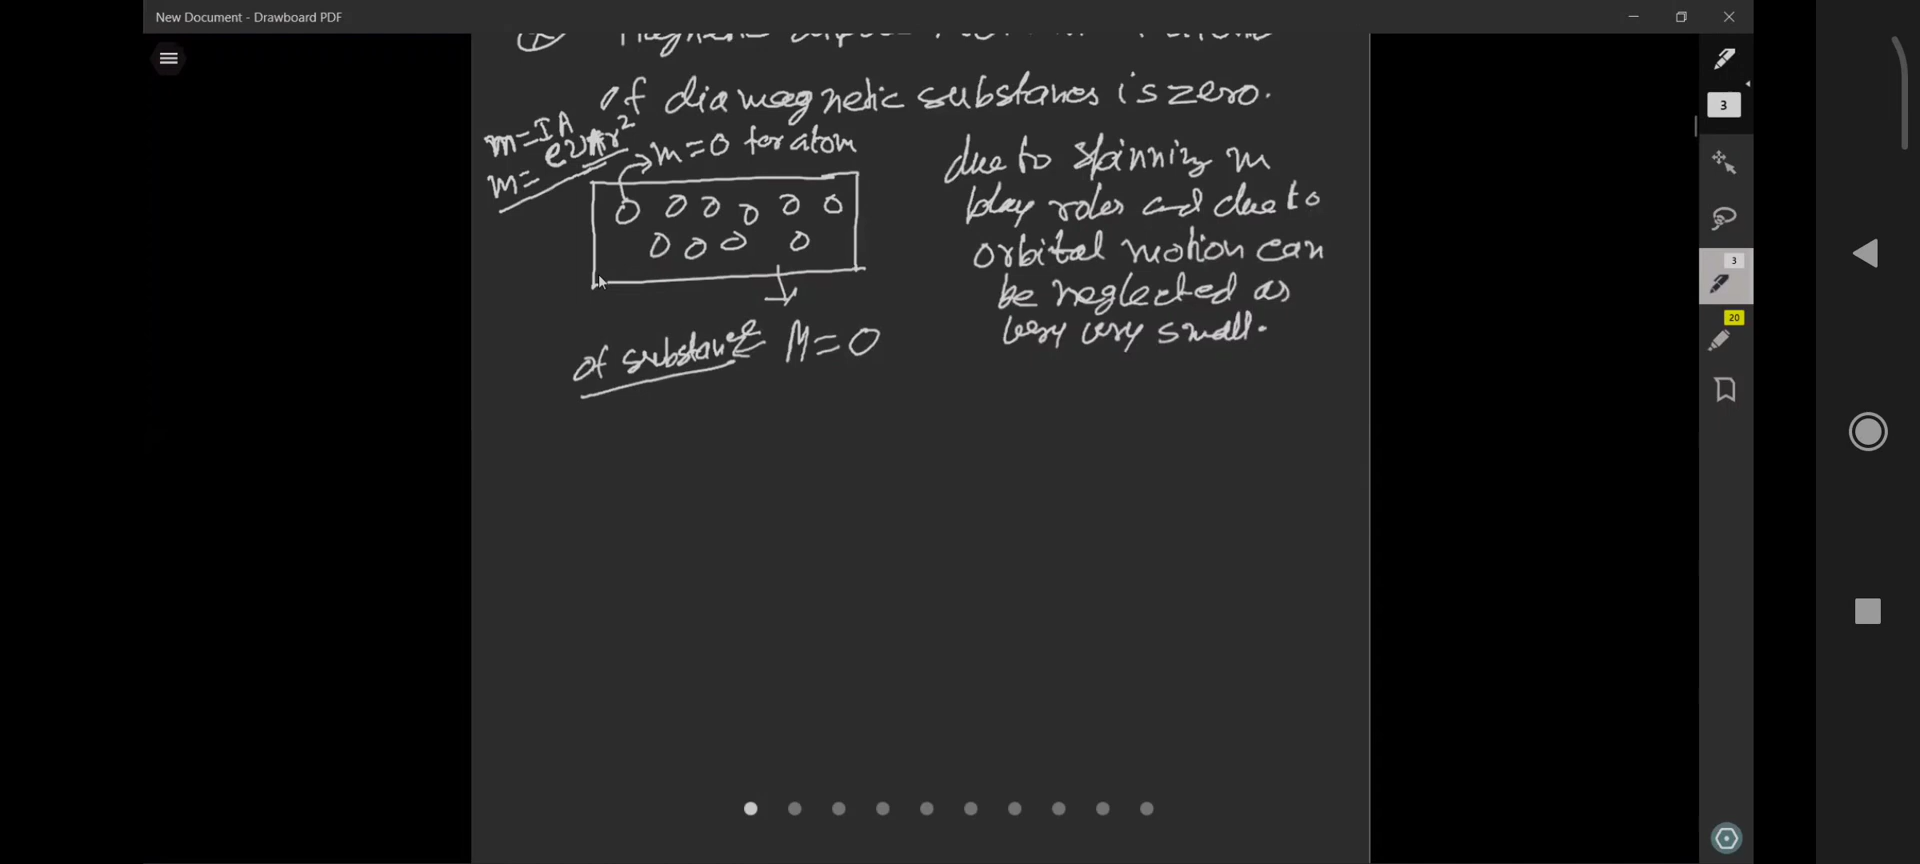 New Document - Drawboard PDF
of diamagnetic substances is zero.
m=IA
m= eνπr²
m=0 for atom
3
due to spinning m
play roles and due to
orbital motion can
be neglected as
very very small.
of substance M=0
3
20